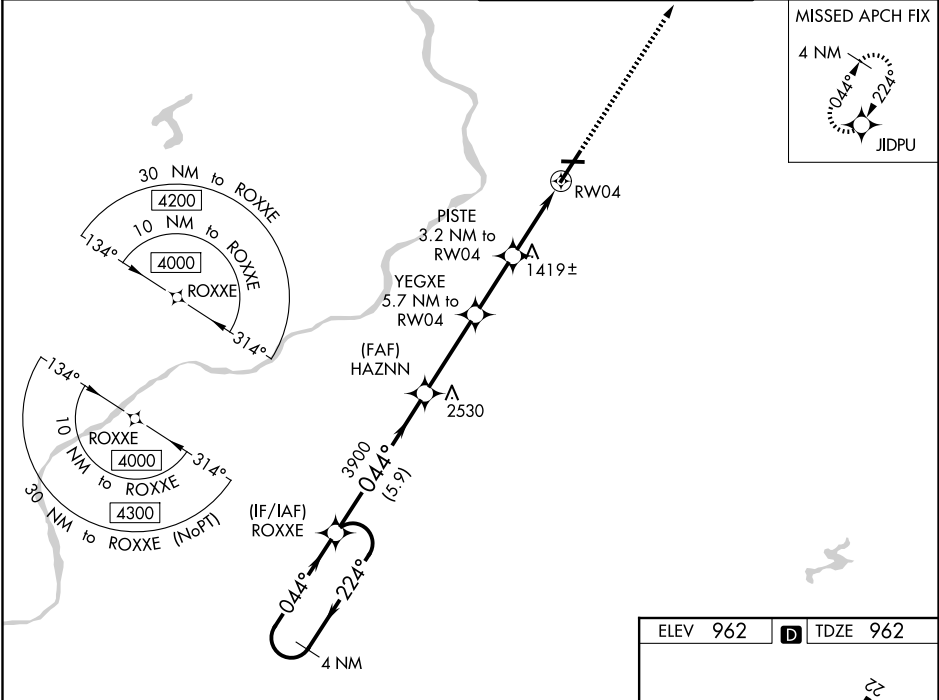 MISSED APCH FIX
4 NM
044°
224°
JIDPU
30 NM to ROXXE
4200
10 NM to ROXXE
4000
134°
ROXXE
314°
RW04
PISTE
3.2 NM to
RW04
1419±
YEGXE
5.7 NM to
RW04
(FAF)
HAZNN
2530
134°
ROXXE
4000
314°
10 NM to ROXXE
4300
30 NM to ROXXE (NoPT)
3900
044°
(5.9)
(IF/IAF)
ROXXE
044°
224°
4 NM
ELEV 962 D TDZE 962
22